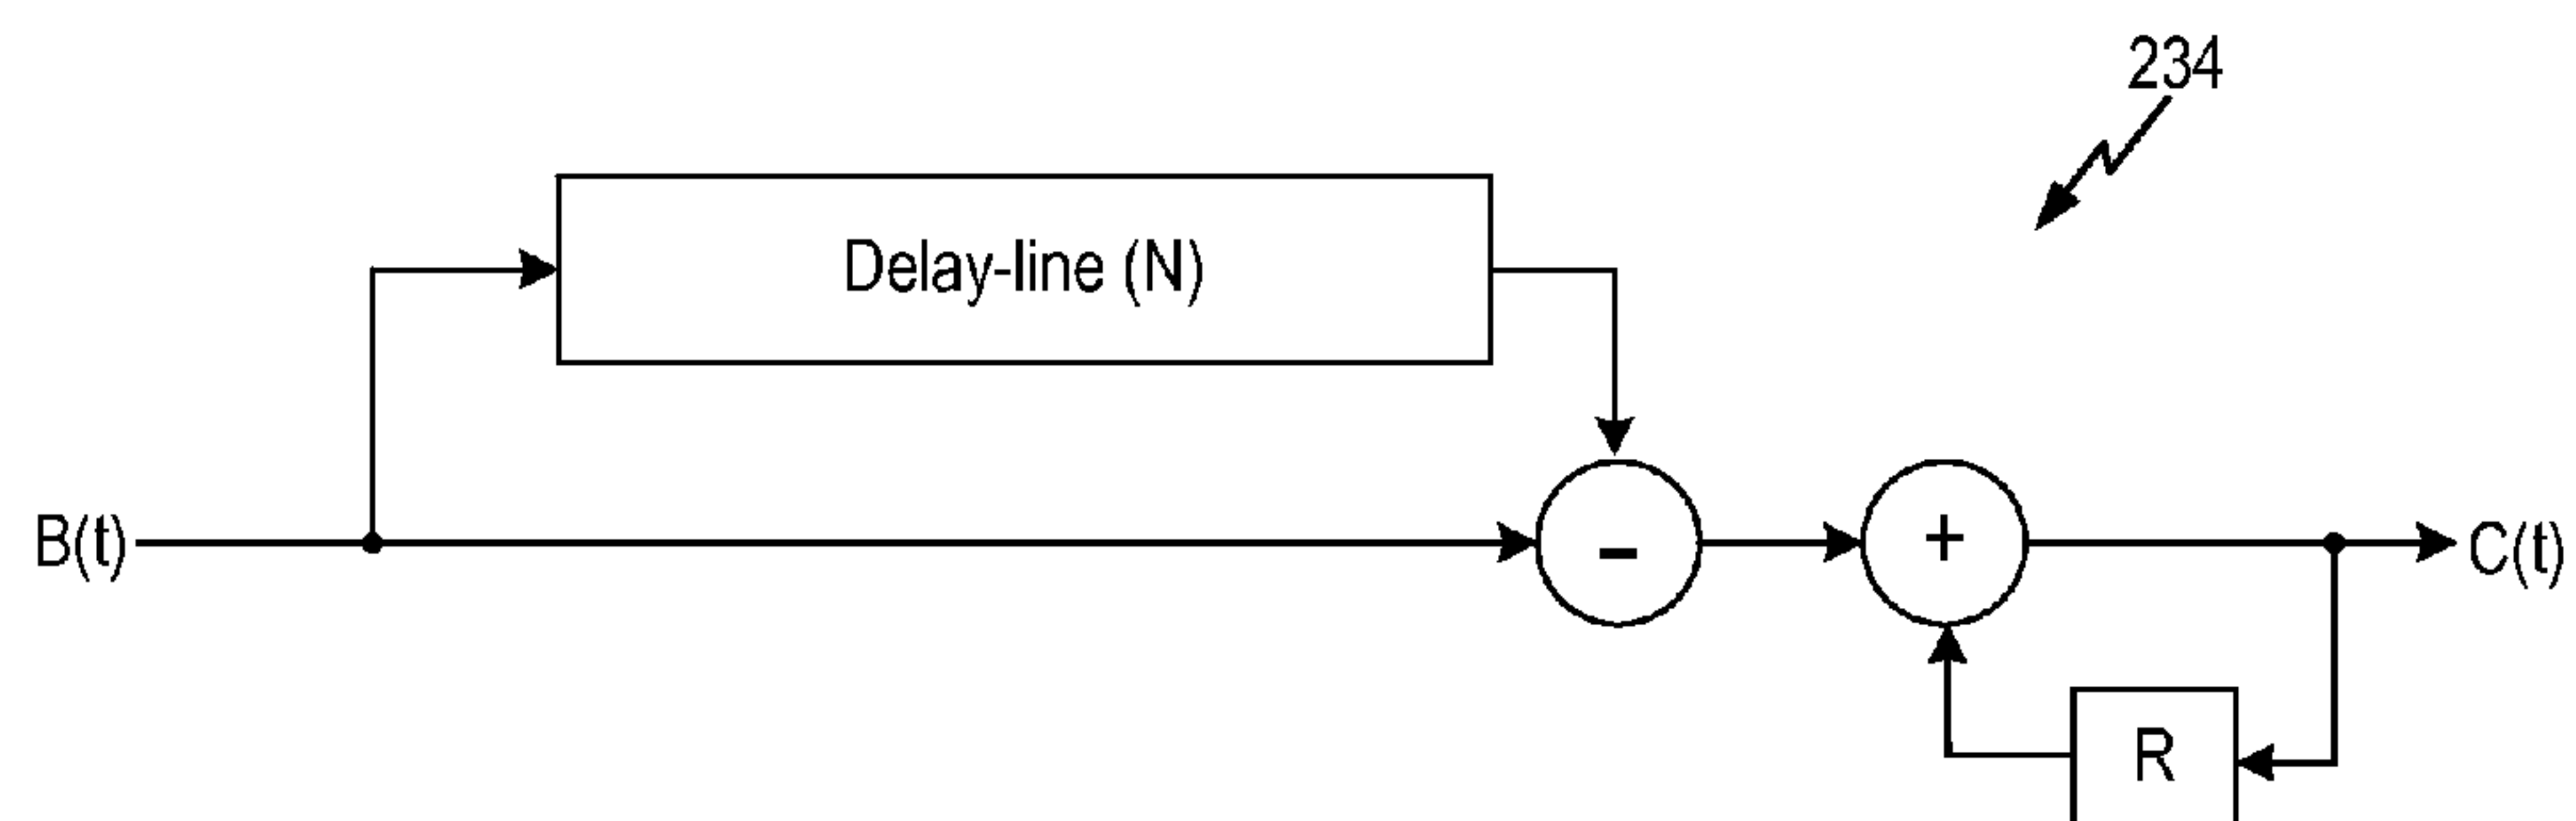 234
Delay-line (N)
B(t)
-
+
C(t)
R